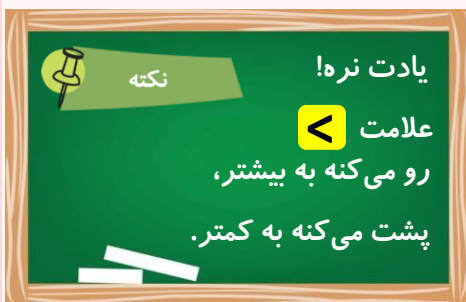 نکته
یادت نره!
علامت >
رو می‌کنه به بیشتر،
پشت می‌کنه به کمتر.